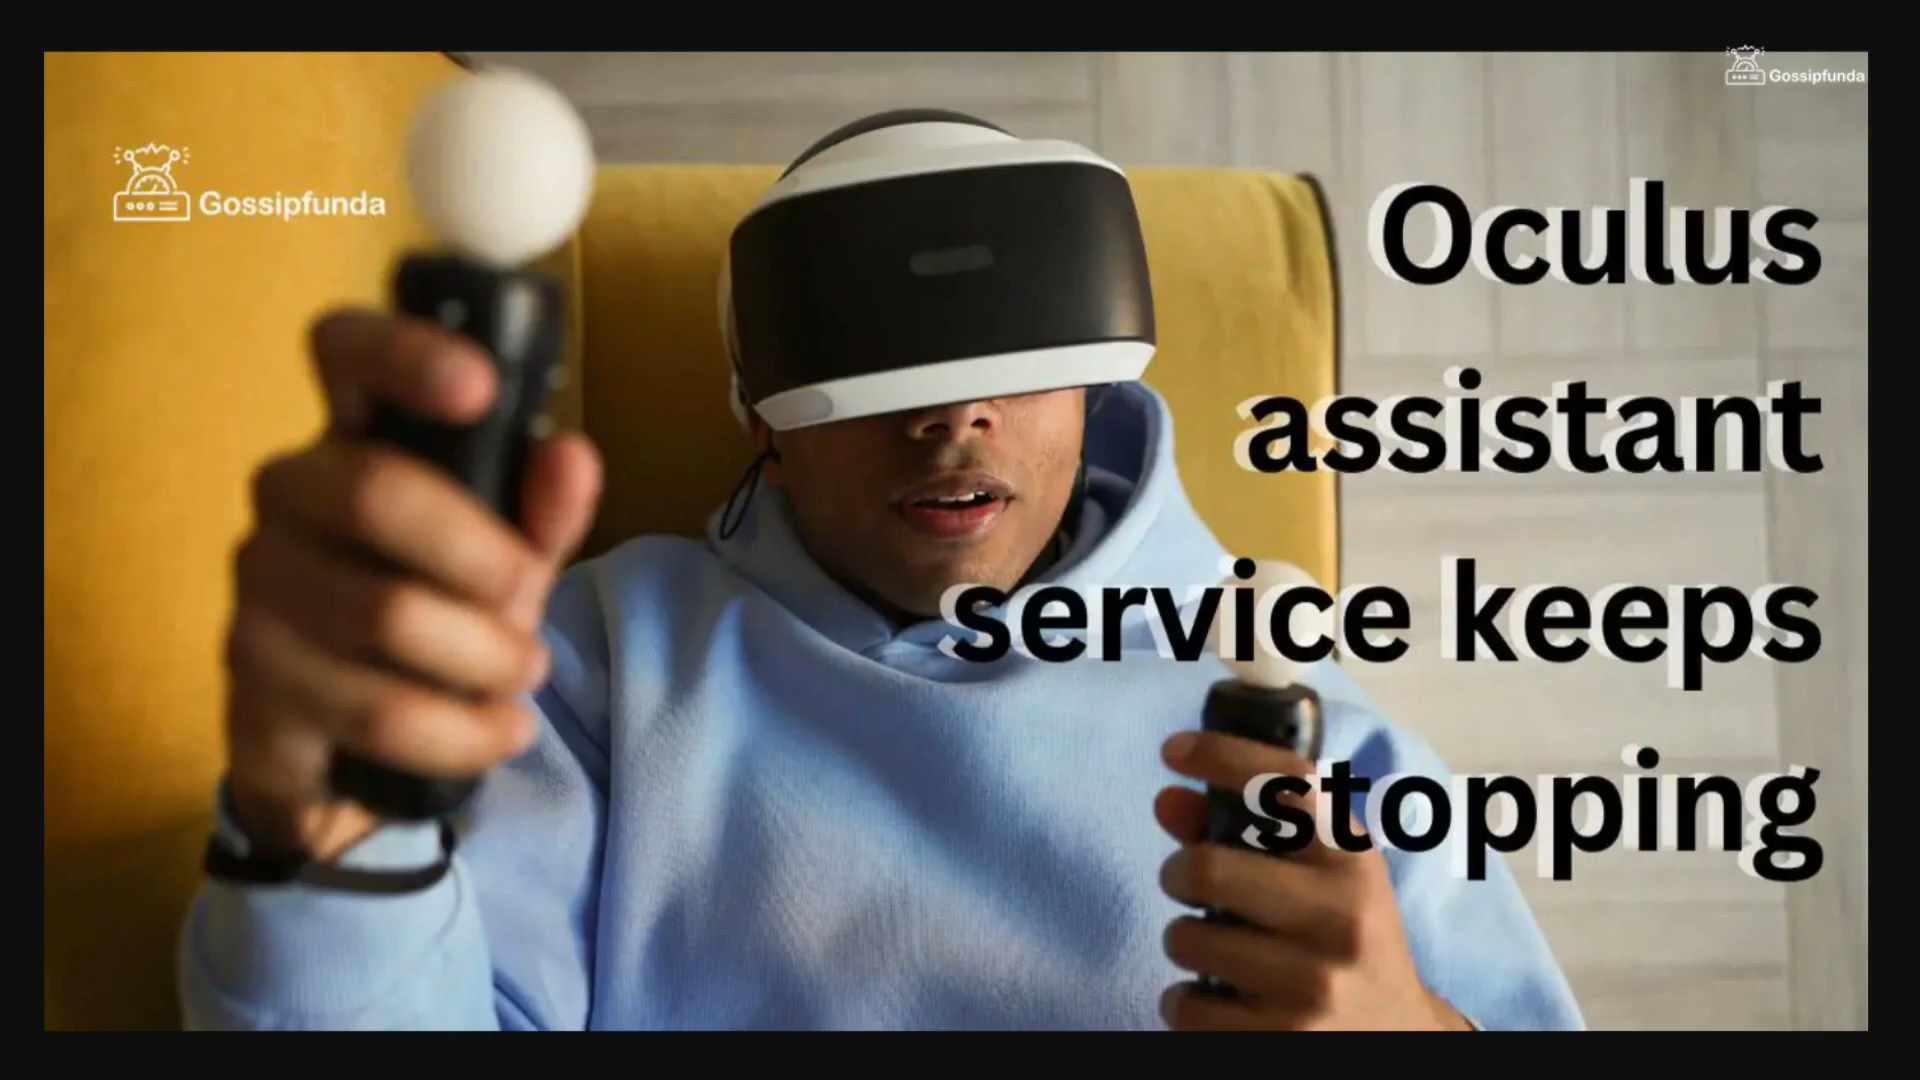 Gossipfunda
Gossipfunda
Oculus
assistant
service keeps
stopping